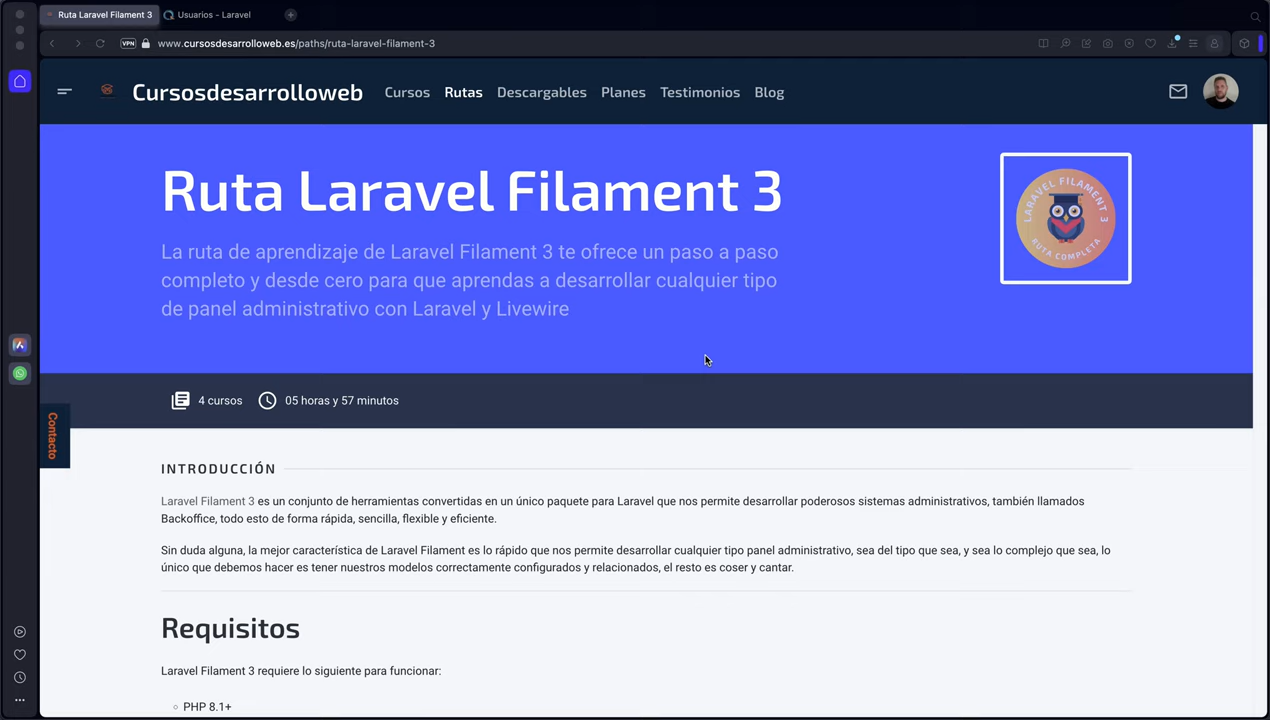 Ruta Laravel Filament 3
Usuarios - Laravel
VPN
www.cursosdesarrolloweb.es/paths/ruta-laravel-filament-3
Cursosdesarrolloweb
Cursos
Rutas
Descargables
Planes
Testimonios
Blog
Ruta Laravel Filament 3
LARAVEL FILAMENT 3
RUTA COMPLETA
La ruta de aprendizaje de Laravel Filament 3 te ofrece un paso a paso
completo y desde cero para que aprendas a desarrollar cualquier tipo
de panel administrativo con Laravel y Livewire
4 cursos
05 horas y 57 minutos
Contacto
INTRODUCCIÓN
Laravel Filament 3 es un conjunto de herramientas convertidas en un único paquete para Laravel que nos permite desarrollar poderosos sistemas administrativos, también llamados
Backoffice, todo esto de forma rápida, sencilla, flexible y eficiente.
Sin duda alguna, la mejor característica de Laravel Filament es lo rápido que nos permite desarrollar cualquier tipo panel administrativo, sea del tipo que sea, y sea lo complejo que sea, lo
único que debemos hacer es tener nuestros modelos correctamente configurados y relacionados, el resto es coser y cantar.
Requisitos
Laravel Filament 3 requiere lo siguiente para funcionar:
PHP 8.1+